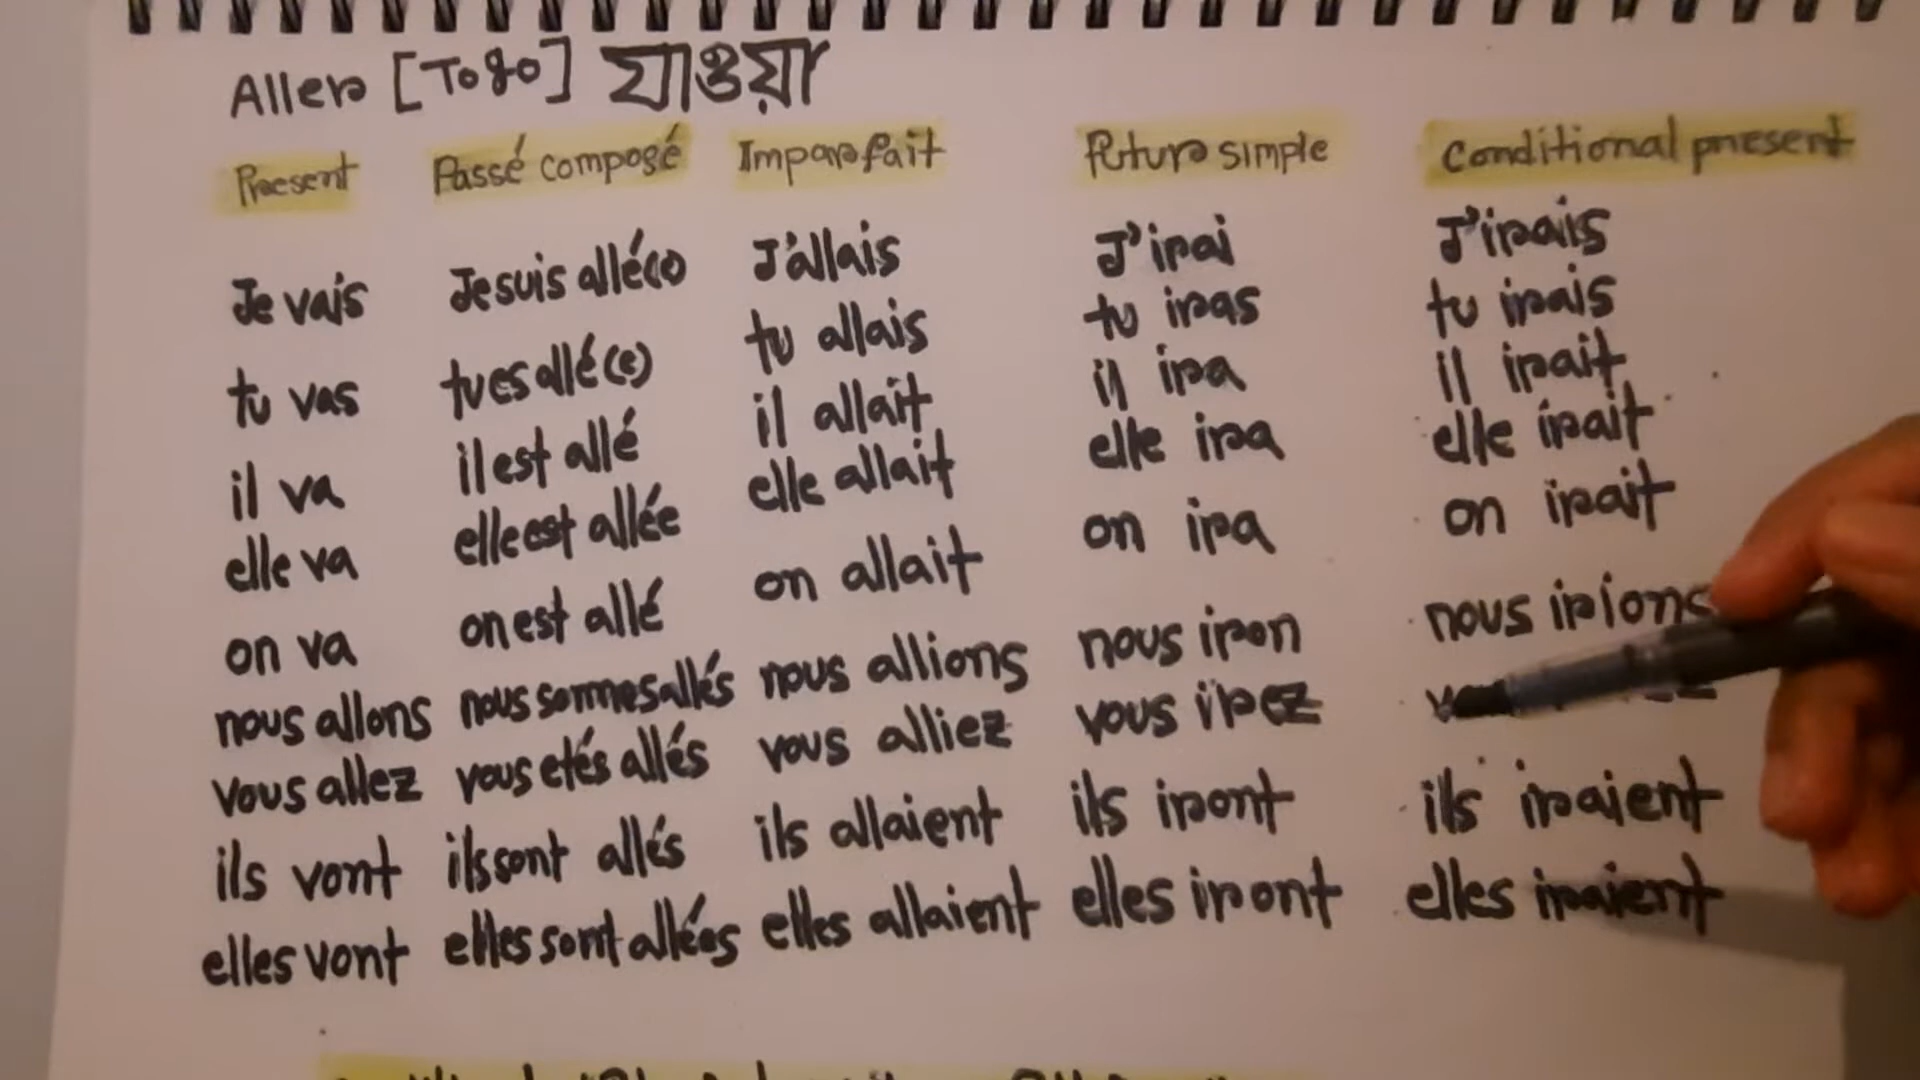 Aller [To go] যাওয়া
Present Passé composé Imparfait Future simple Conditional present
Je vais Je suis allé(e) J'allais J'irai J'irais
tu vas tu es allé(e) tu allais tu iras tu irais
il va il est allé il allait il ira il irait
elle va elle est allée elle allait elle ira elle irait
on va on est allé on allait on ira on irait
nous allons nous sommes allés nous allions nous iron nous irions
vous allez vous etés allés vous alliez vous irez
ils vont ils sont allés ils allaient ils iront ils iraient
elles vont elles sont allées elles allaient elles iront elles iraient